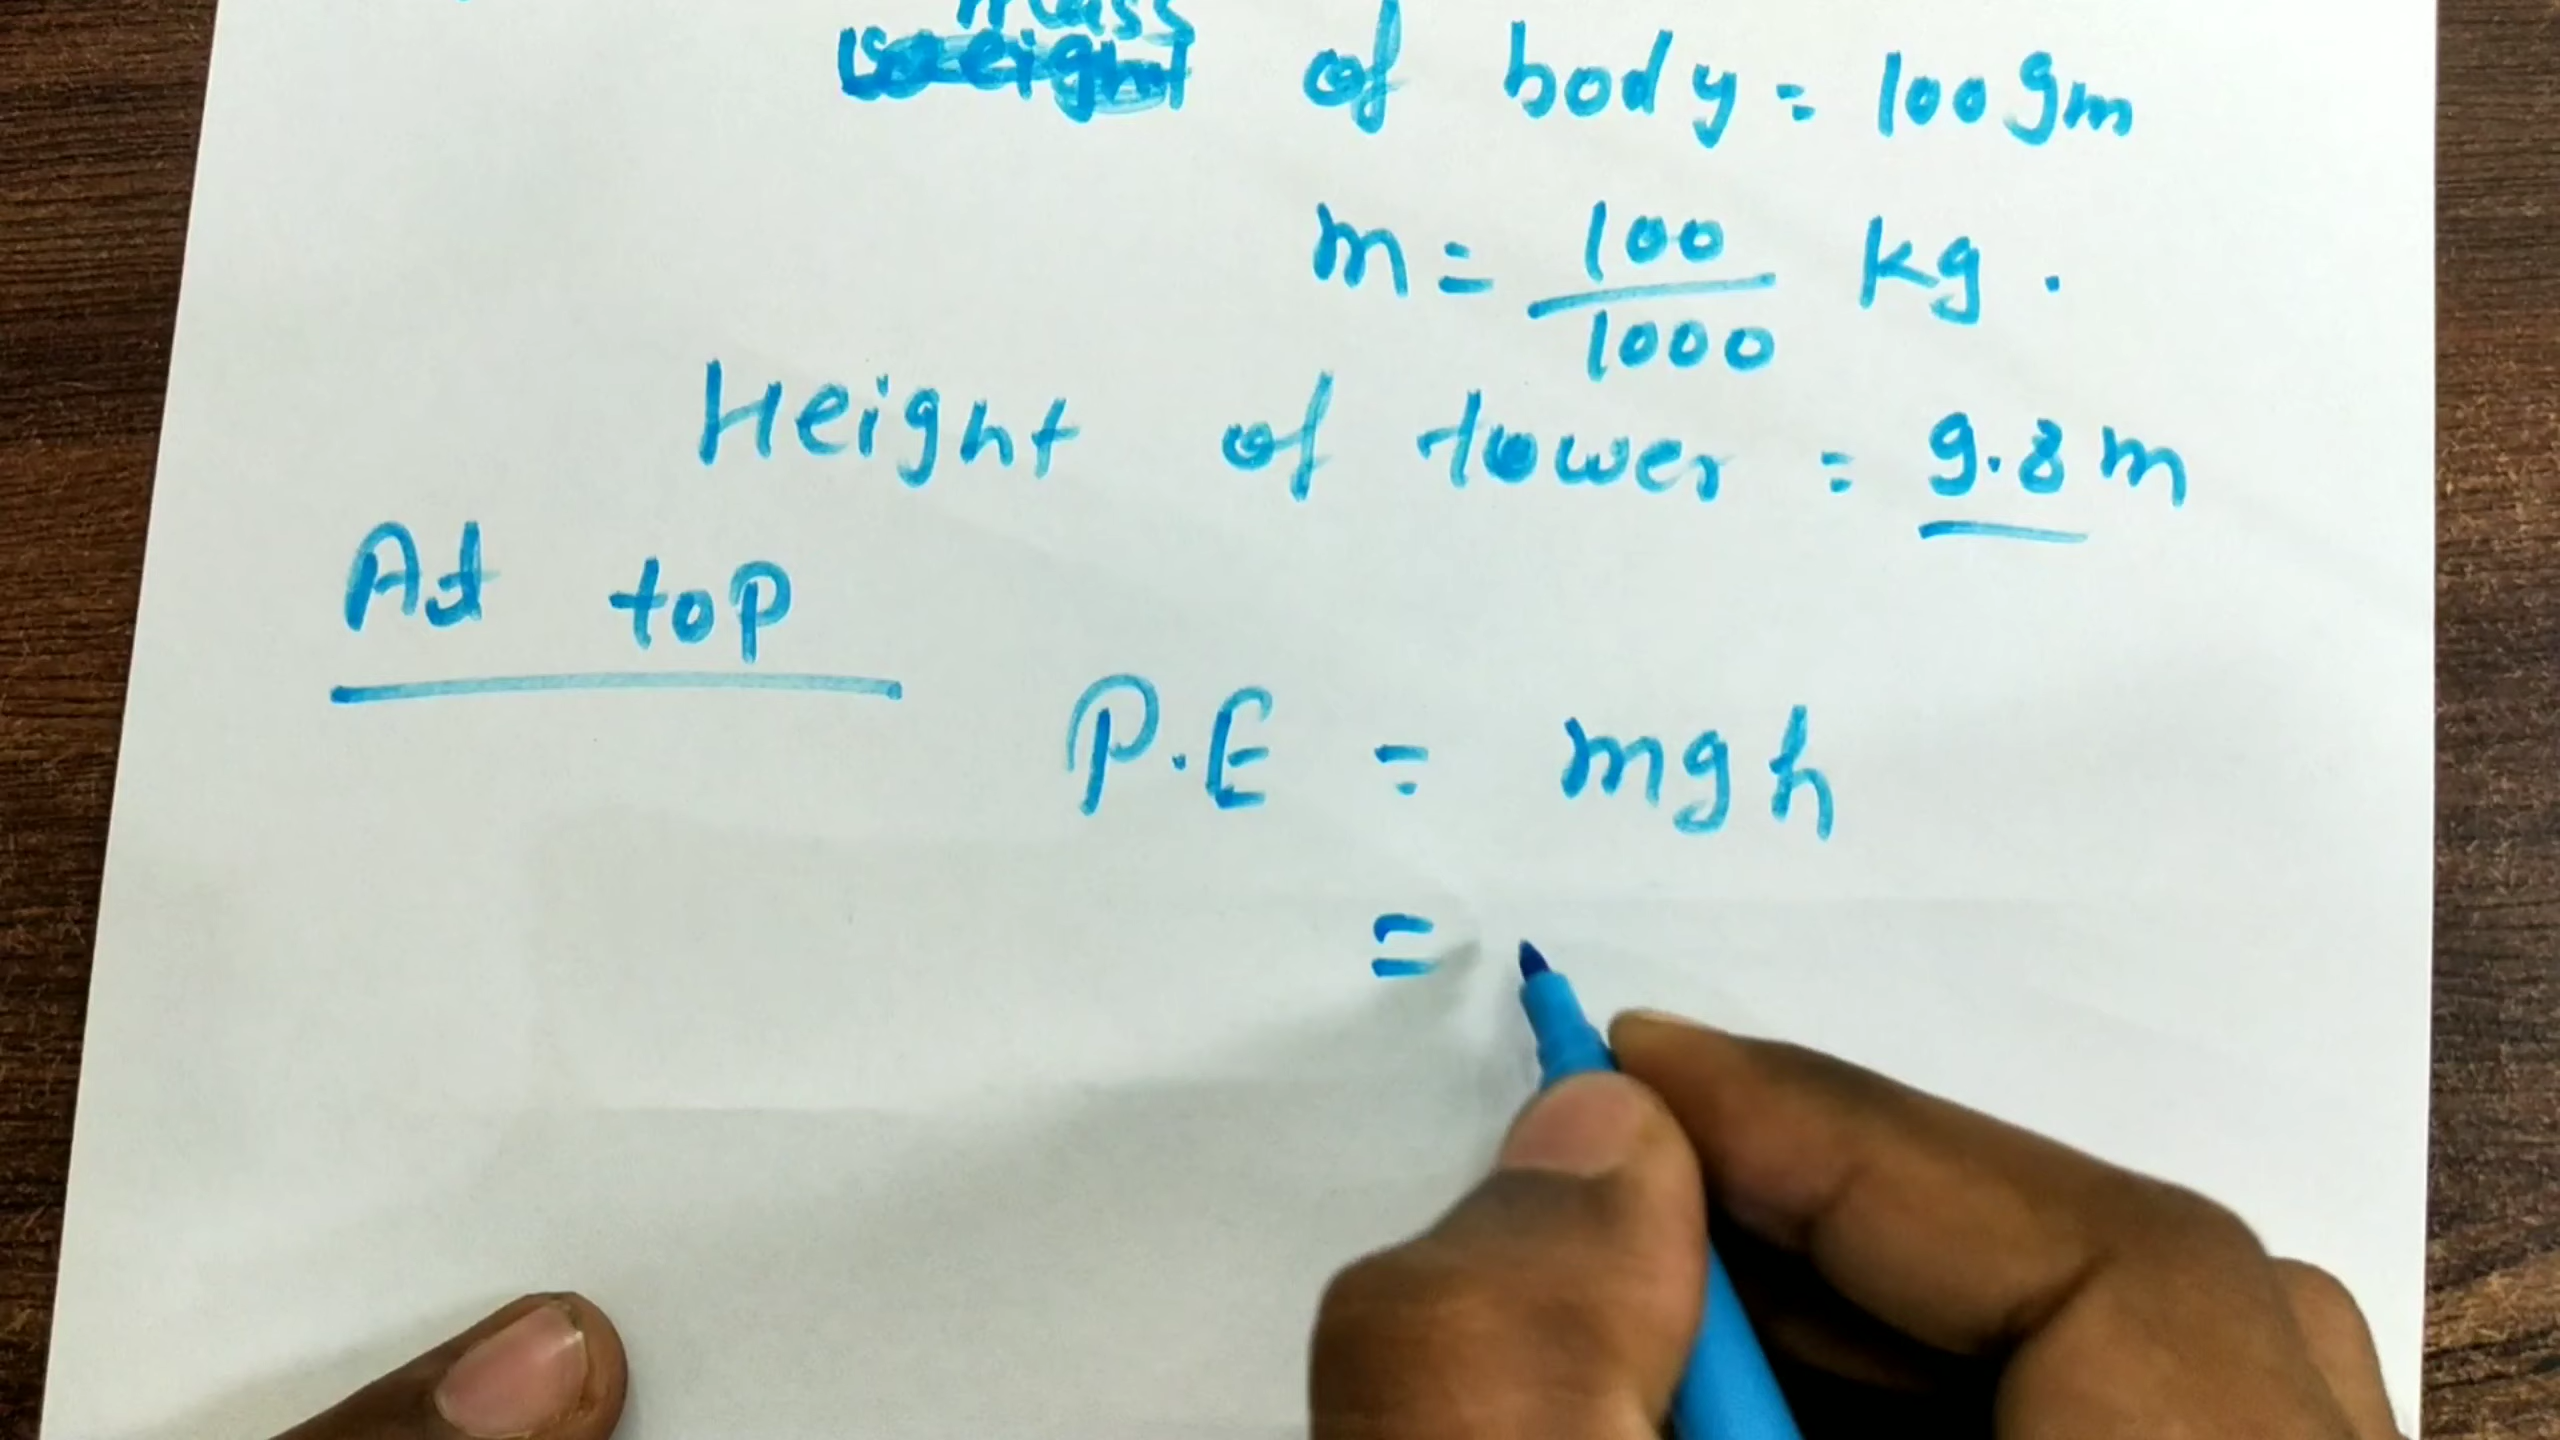 mass
weight of body = 100 gm
m = 100/1000 kg.
Height of tower = 9.8 m
At top
P.E = mgh
=